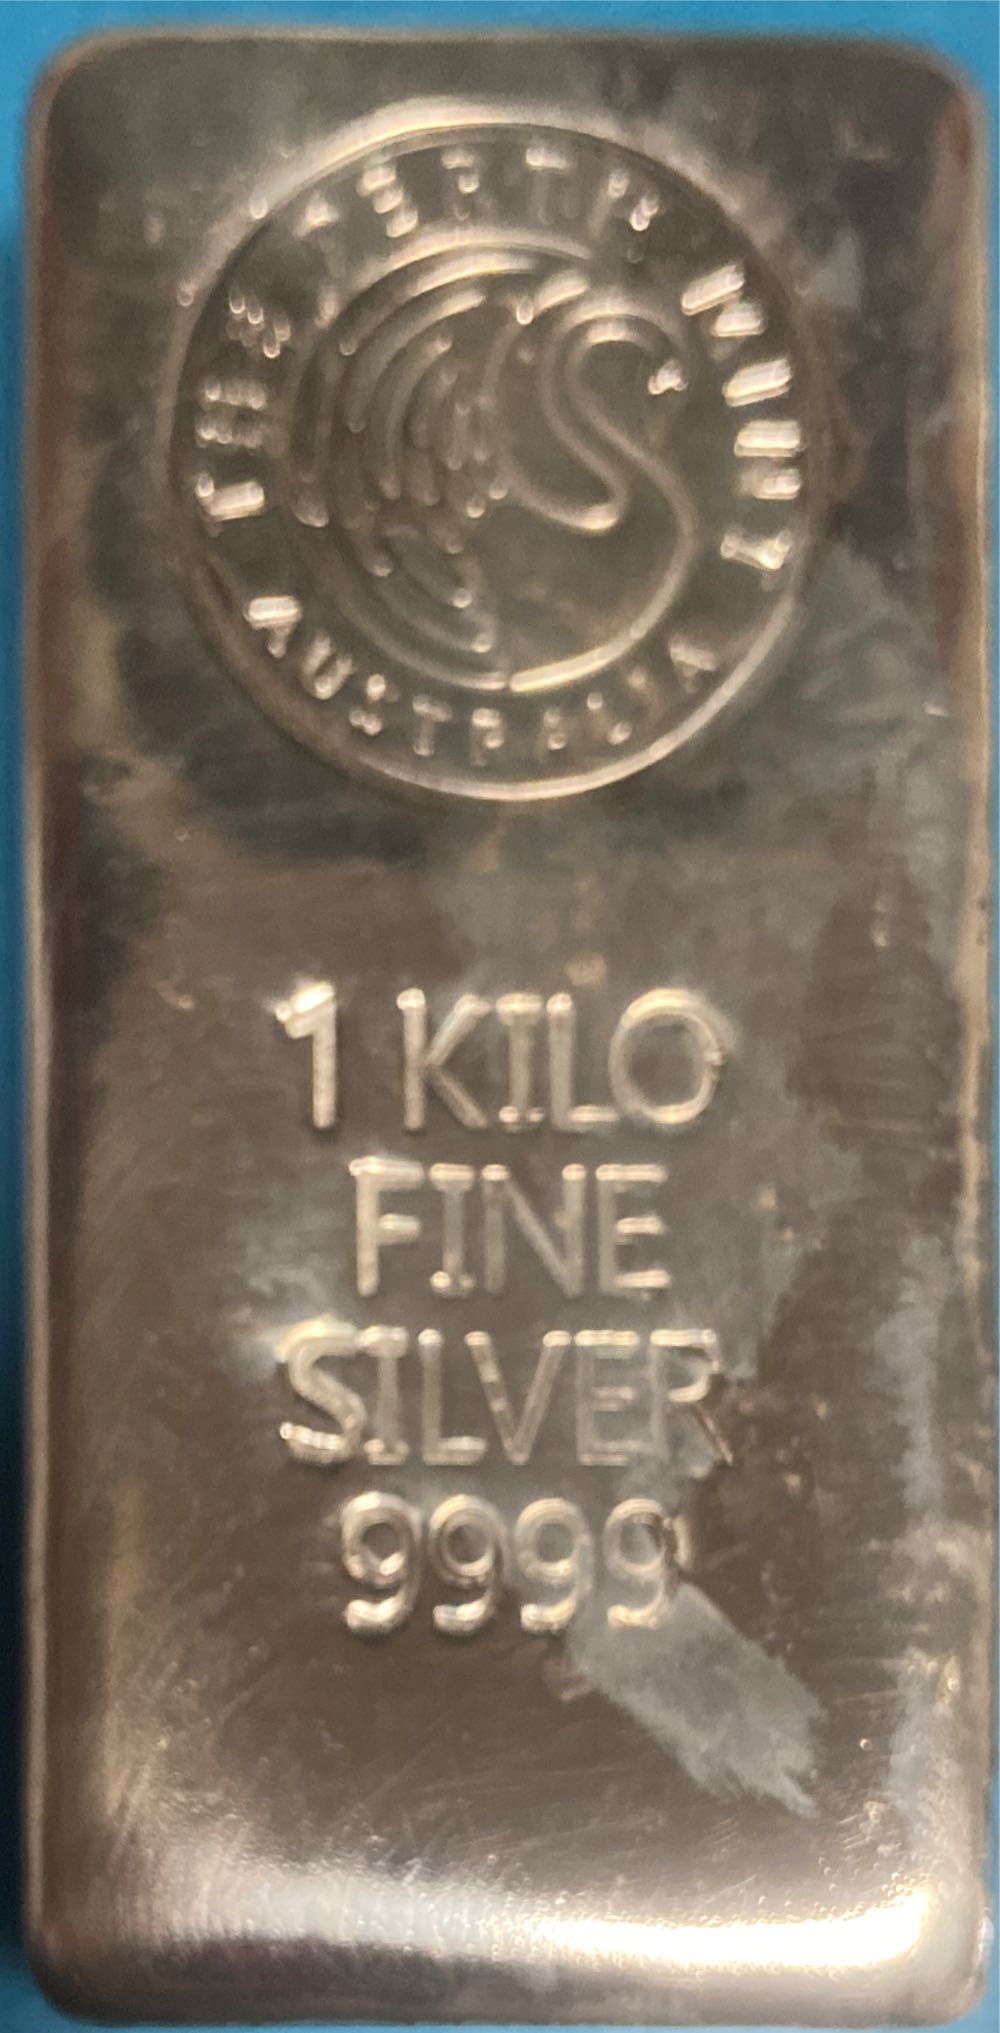 THE PERTH MINT
AUSTRALIA
1 KILO
FINE
SILVER
9999